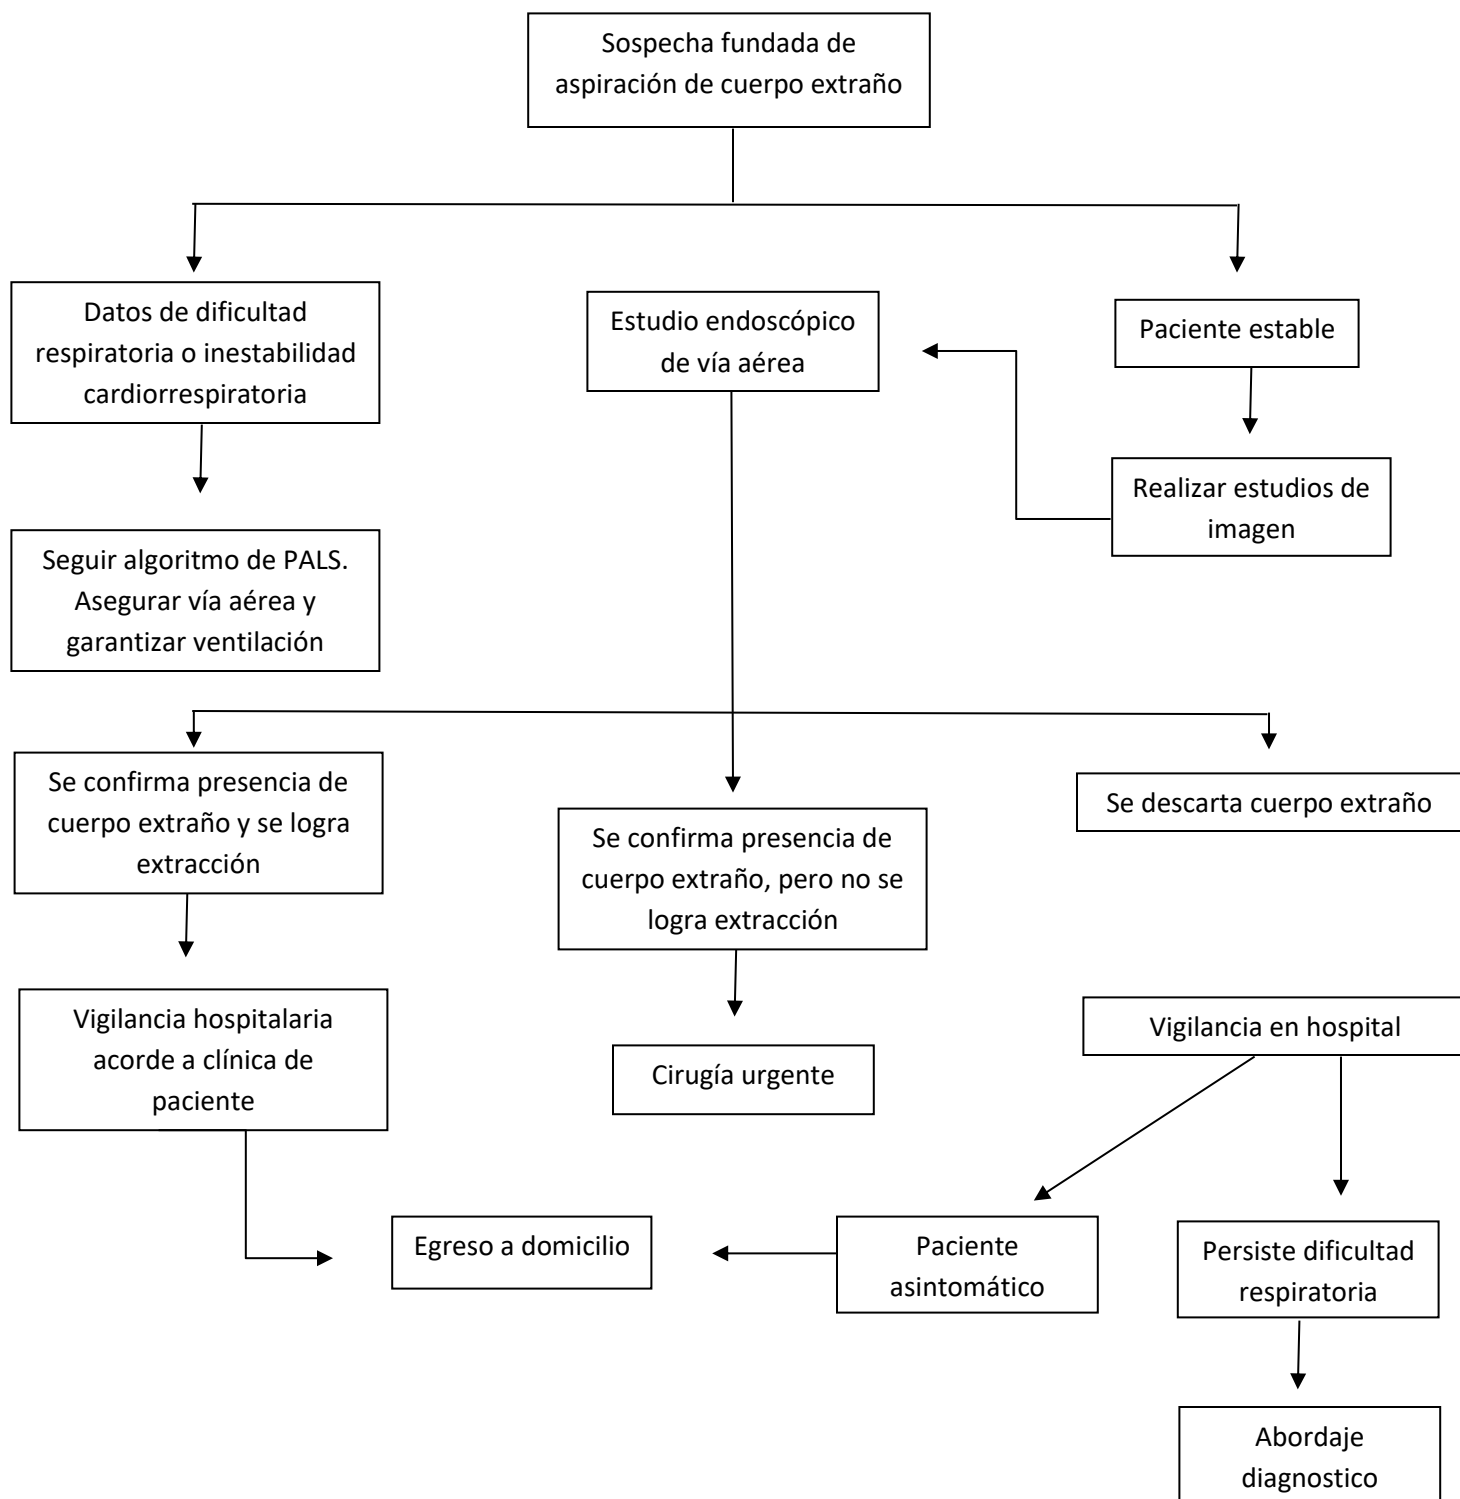 Sospecha fundada de
aspiración de cuerpo extraño
Datos de dificultad
respiratoria o inestabilidad
cardiorrespiratoria
Estudio endoscópico
de vía aérea
Paciente estable
Realizar estudios de
imagen
Seguir algoritmo de PALS.
Asegurar vía aérea y
garantizar ventilación
Se confirma presencia de
cuerpo extraño y se logra
extracción
Se confirma presencia de
cuerpo extraño, pero no se
logra extracción
Se descarta cuerpo extraño
Vigilancia hospitalaria
acorde a clínica de
paciente
Cirugía urgente
Vigilancia en hospital
Egreso a domicilio
Paciente
asintomático
Persiste dificultad
respiratoria
Abordaje
diagnostico